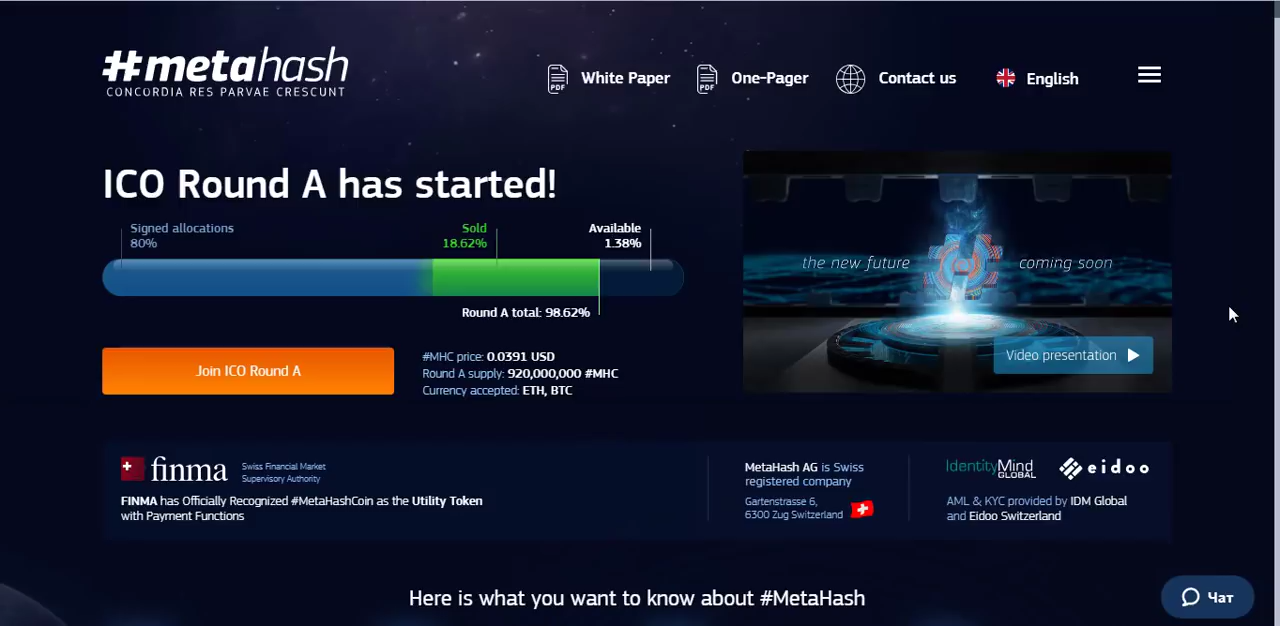 #metahash
CONCORDIA RES PARVAE CRESCUNT
PDF
White Paper
PDF
One-Pager
Contact us
English
ICO Round A has started!
Signed allocations
80%
Sold
18.62%
Available
1.38%
Round A total: 98.62%
Join ICO Round A
#MHC price: 0.0391 USD
Round A supply: 920,000,000 #MHC
Currency accepted: ETH, BTC
the new future
coming soon
Video presentation
finma
Swiss Financial Market
Supervisory Authority
FINMA has Officially Recognized #MetaHashCoin as the Utility Token
with Payment Functions
MetaHash AG is Swiss
registered company
Gartenstrasse 6,
6300 Zug Switzerland
IdentityMind
GLOBAL
eidoo
AML & KYC provided by IDM Global
and Eidoo Switzerland
Here is what you want to know about #MetaHash
Чат